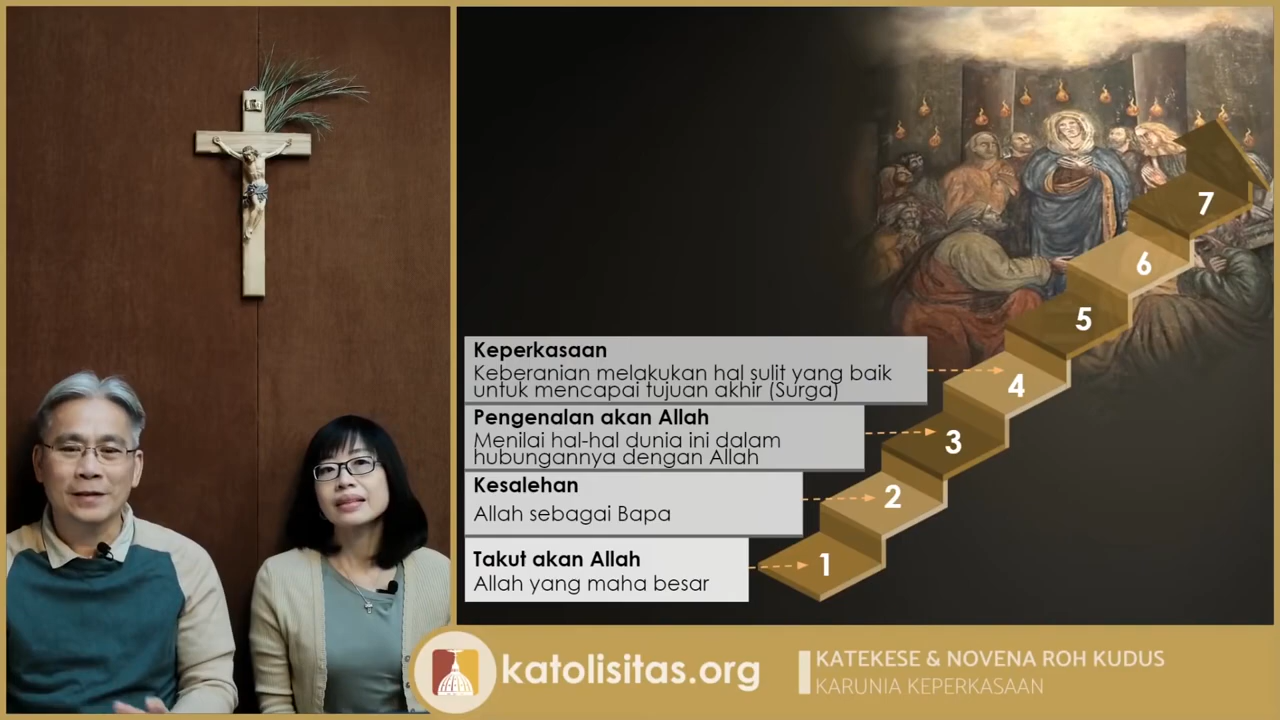 7
6
5
4
3
2
1
Keperkasaan
Keberanian melakukan hal sulit yang baik
untuk mencapai tujuan akhir (Surga)
Pengenalan akan Allah
Menilai hal-hal dunia ini dalam
hubungannya dengan Allah
Kesalehan
Allah sebagai Bapa
Takut akan Allah
Allah yang maha besar
katolisitas.org
KATEKESE & NOVENA ROH KUDUS
KARUNIA KEPERKASAAN